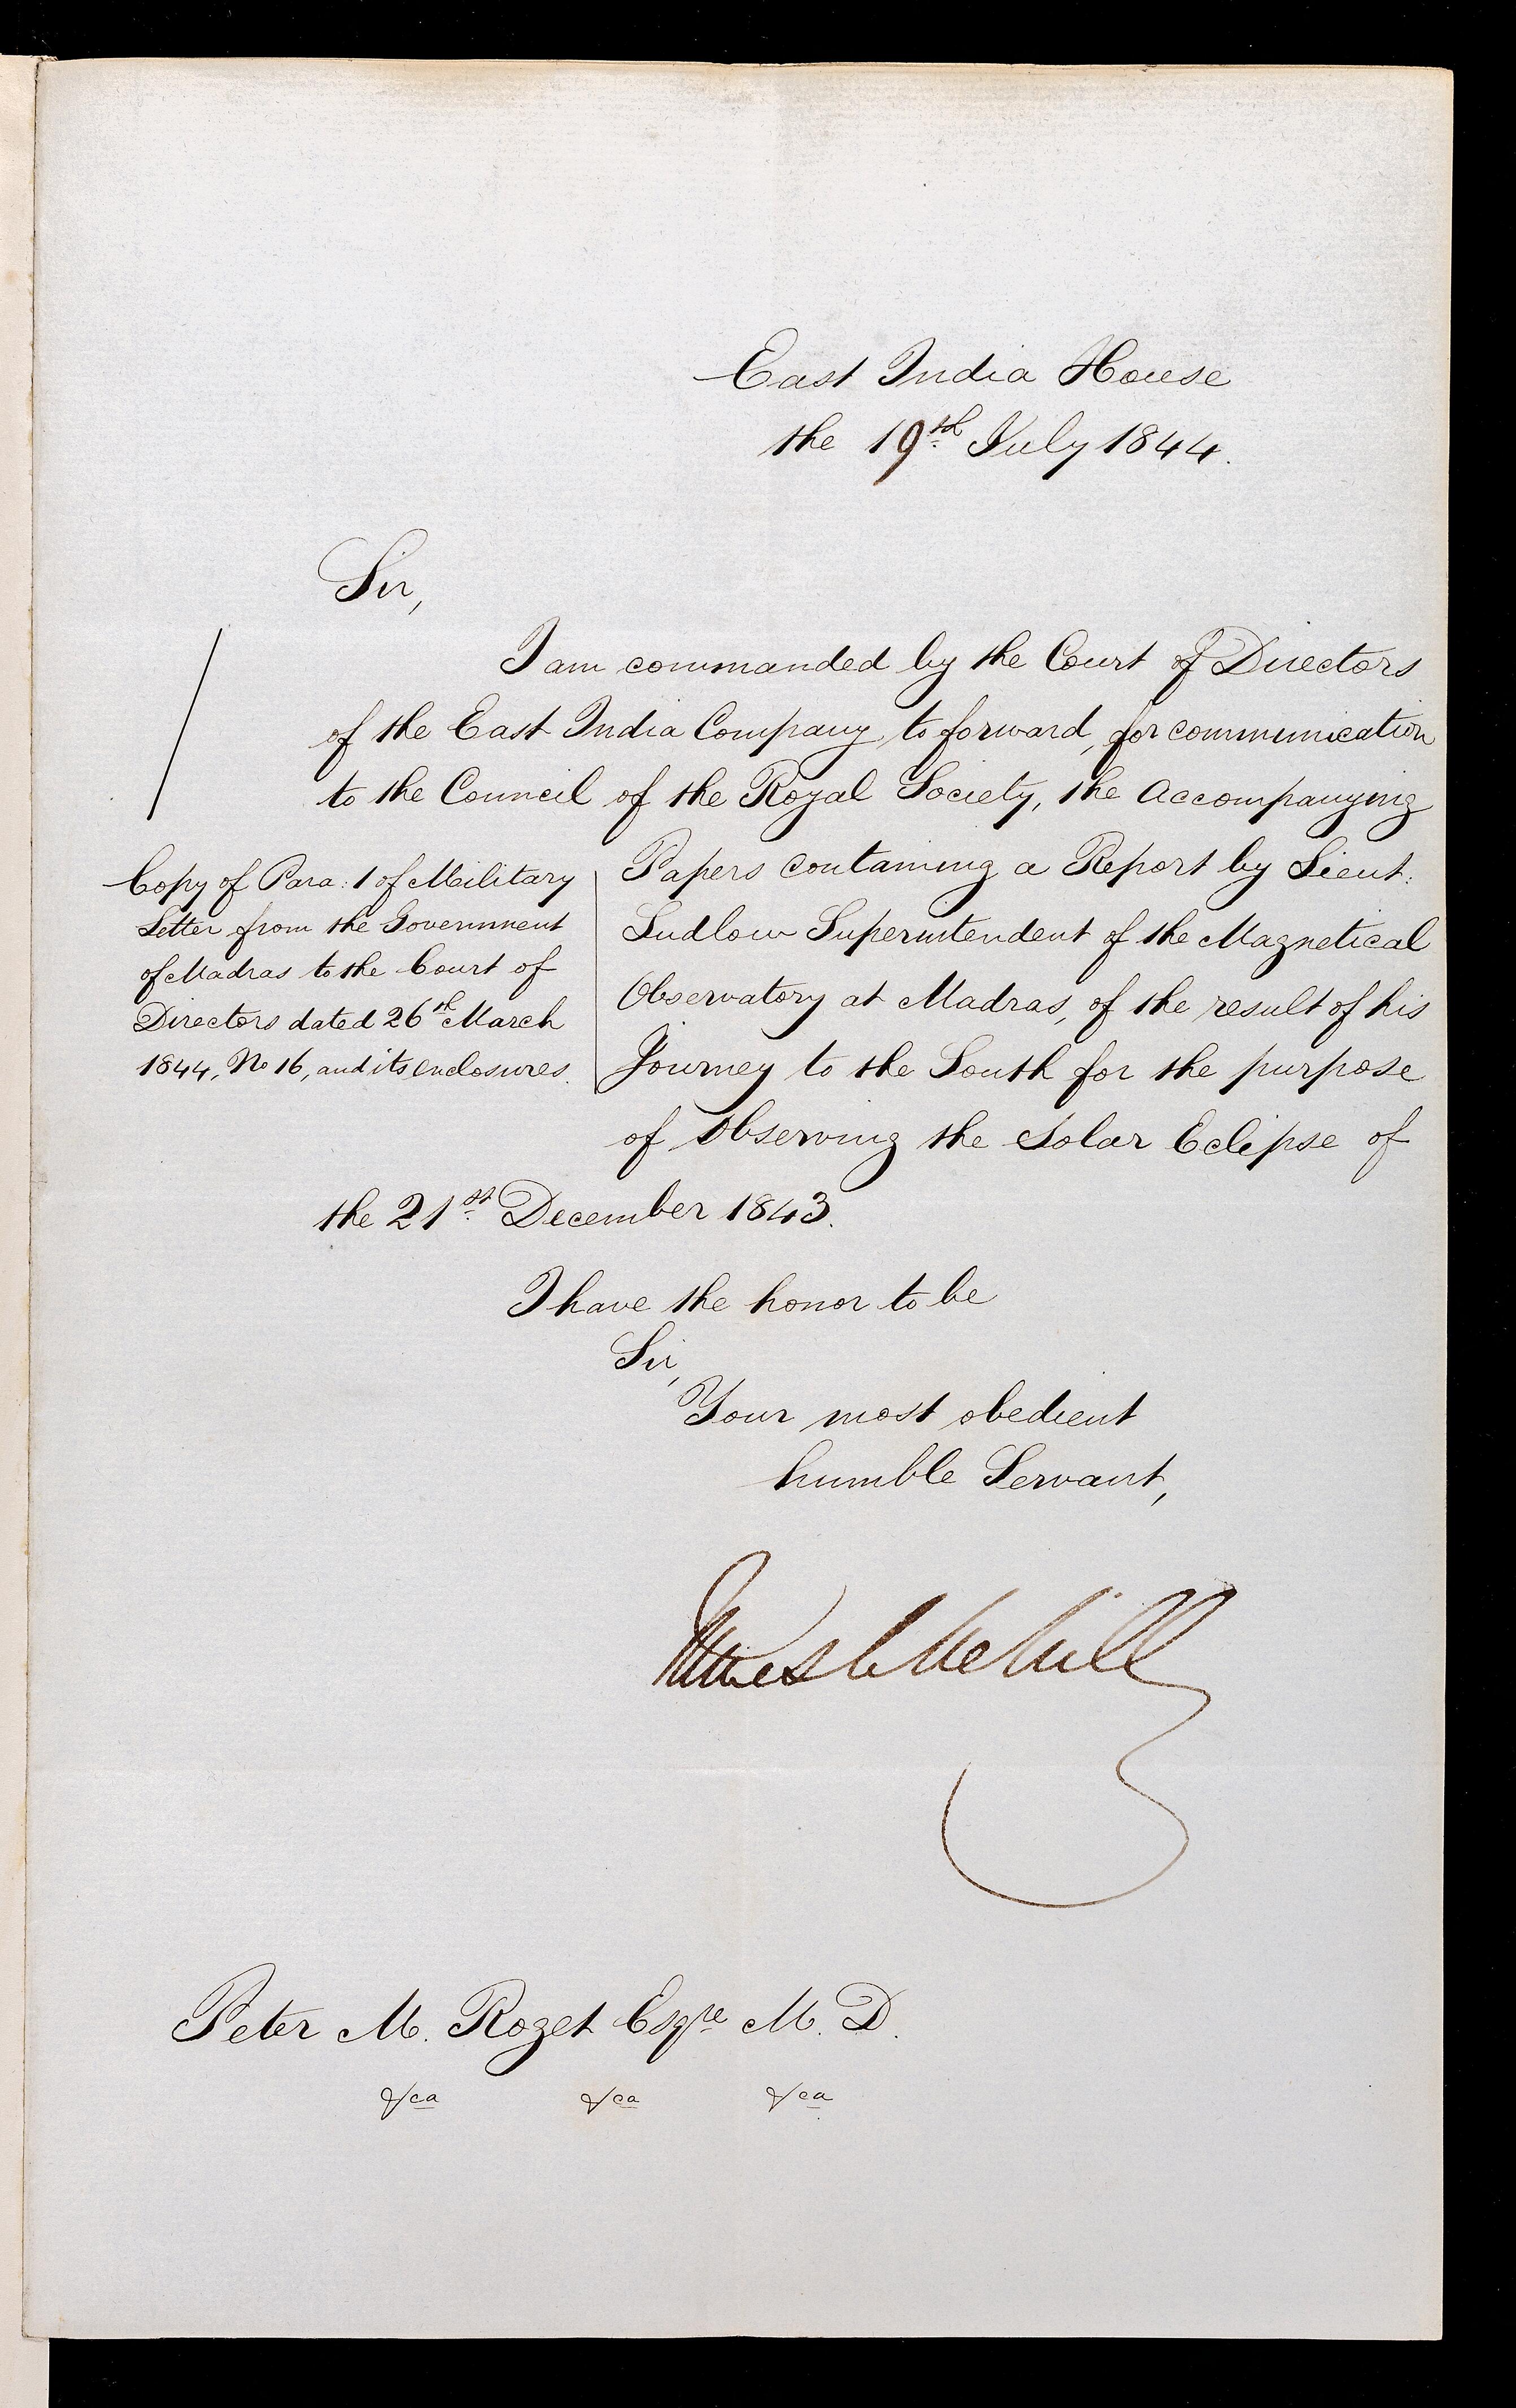 East India House
the 19th July 1844.
Sir,
I am commanded by the Court of Directors
of the East India Company, to forward, for communication
to the Council of the Royal Society, the Accompanying
Papers containing a Report by Lieut:
Ludlow Superintendent of the Magnetical
Observatory at Madras, of the result of his
Journey to the South for the purpose
of Observing the Solar Eclipse of
the 21st December 1843.
Copy of Para: 1 of Military
Letter from the Government
of Madras to the Court of
Directors dated 26th March
1844, No 16, and its enclosures.
I have the honor to be
Sir,
Your most obedient
humble Servant,
James C Melvill
Peter M. Roget Esqre M. D.
&ca &ca &ca